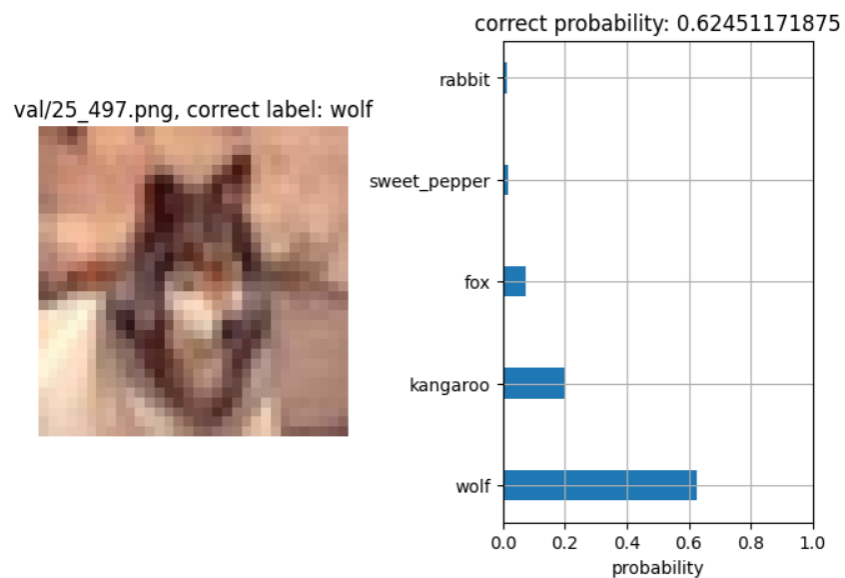 val/25_497.png, correct label: wolf
correct probability: 0.62451171875
rabbit
sweet_pepper
fox
kangaroo
wolf
0.0 0.2 0.4 0.6 0.8 1.0
probability